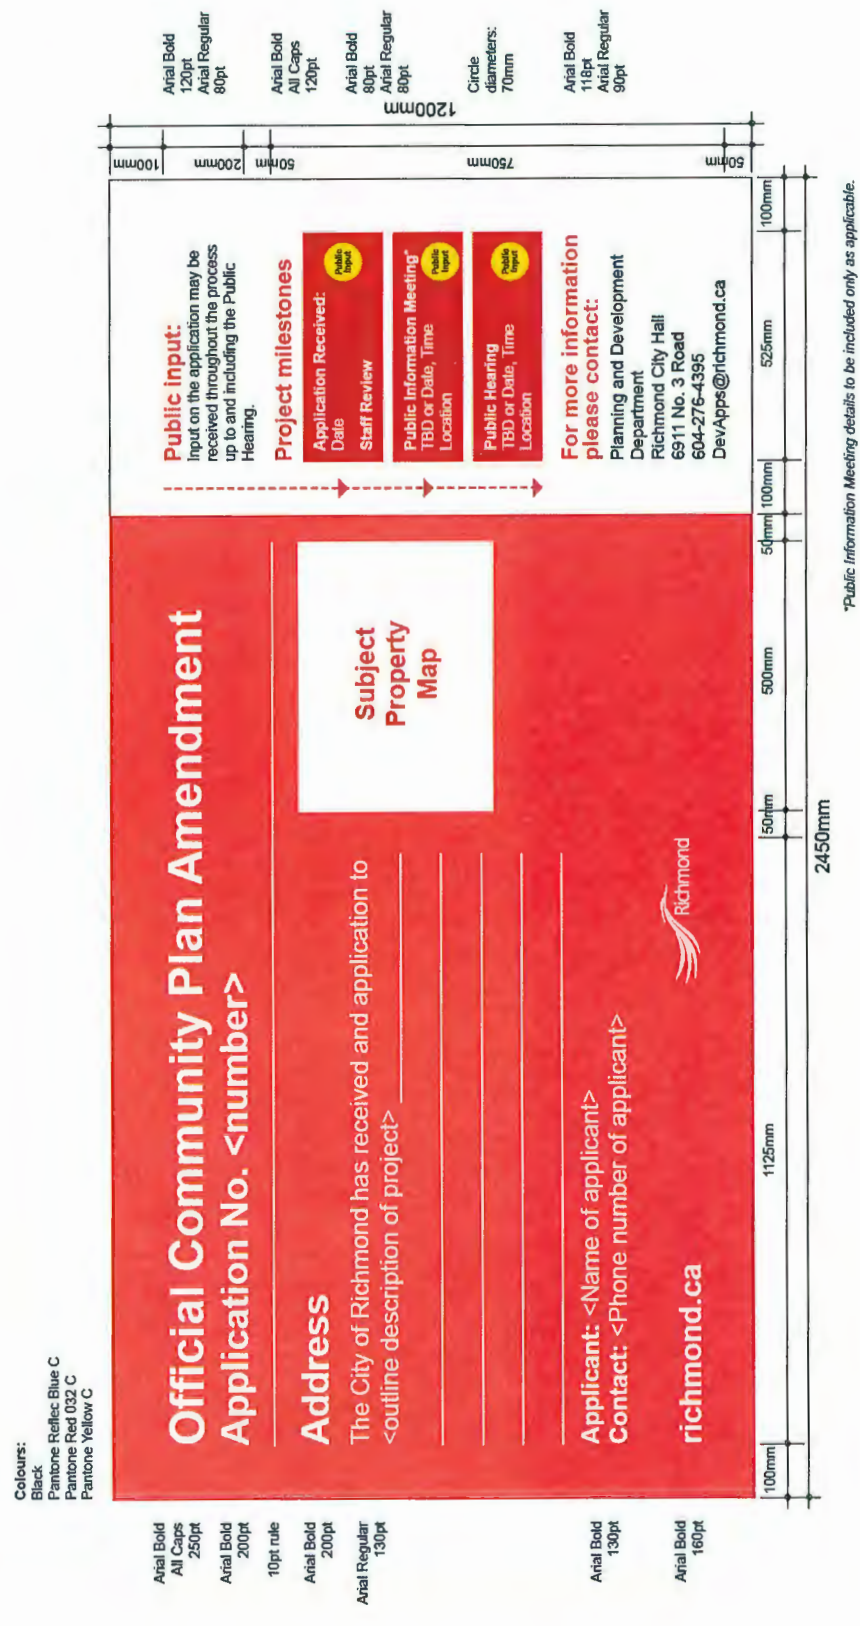 Colours:
Black
Pantone Reflec Blue C
Pantone Red 032 C
Pantone Yellow C
Arial Bold
All Caps
250pt
Arial Bold
200pt
10pt rule
Arial Bold
200pt
Arial Regular
130pt
Arial Bold
130pt
Arial Bold
160pt
Official Community Plan Amendment
Application No. <number>
Address
The City of Richmond has received and application to
<outline description of project>
Applicant: <Name of applicant>
Contact: <Phone number of applicant>
richmond.ca
Richmond
Subject
Property
Map
Public input:
Input on the application may be
received throughout the process
up to and including the Public
Hearing.
Project milestones
Application Received:
Date
Staff Review
Public
Input
Public Information Meeting*
TBD or Date, Time
Location
Public
Input
Public Hearing
TBD or Date, Time
Location
Public
Input
For more information
please contact:
Planning and Development
Department
Richmond City Hall
6911 No. 3 Road
604-276-4395
DevApps@richmond.ca
Arial Bold
120pt
Arial Regular
80pt
Arial Bold
All Caps
120pt
Arial Bold
80pt
Arial Regular
80pt
Circle
diameters:
70mm
Arial Bold
118pt
Arial Regular
90pt
100mm
200mm
50mm
750mm
50mm
1200mm
100mm
1125mm
50mm
500mm
50mm
100mm
525mm
100mm
2450mm
*Public Information Meeting details to be included only as applicable.